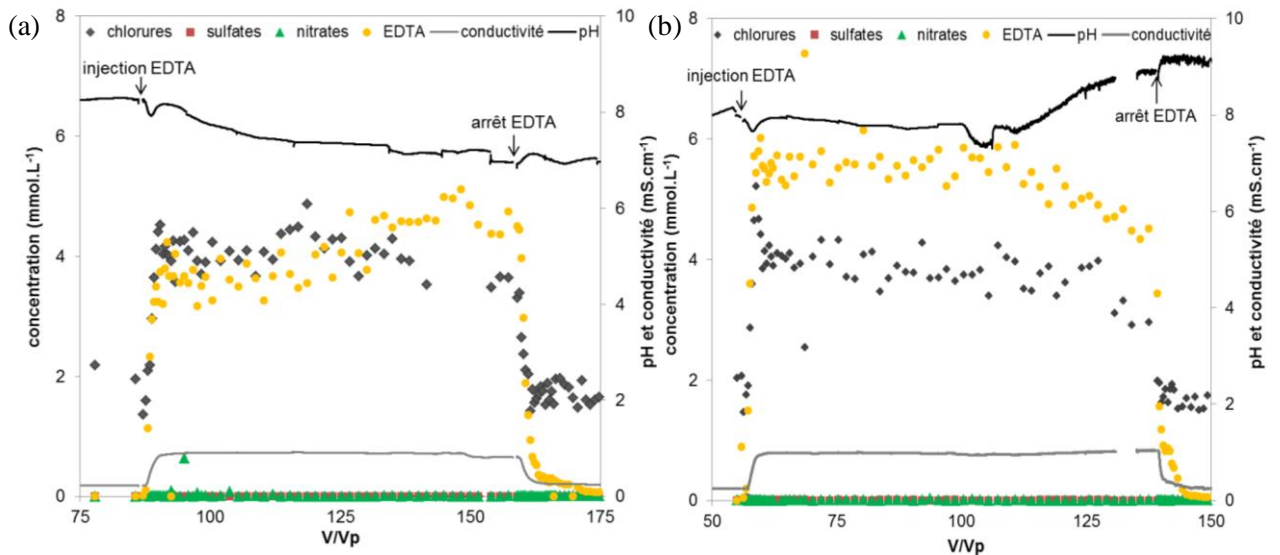 (a)
chlorures sulfates nitrates EDTA conductivité pH
injection EDTA
arrêt EDTA
concentration (mmol.L⁻¹)
8
6
4
2
0
pH et conductivité (mS.cm⁻¹)
10
8
6
4
2
0
75 100 125 150 175
V/Vp
(b)
chlorures sulfates nitrates EDTA pH conductivité
injection EDTA
arrêt EDTA
concentration (mmol.L⁻¹)
8
6
4
2
0
pH et conductivité (mS.cm⁻¹)
10
8
6
4
2
0
50 75 100 125 150
V/Vp